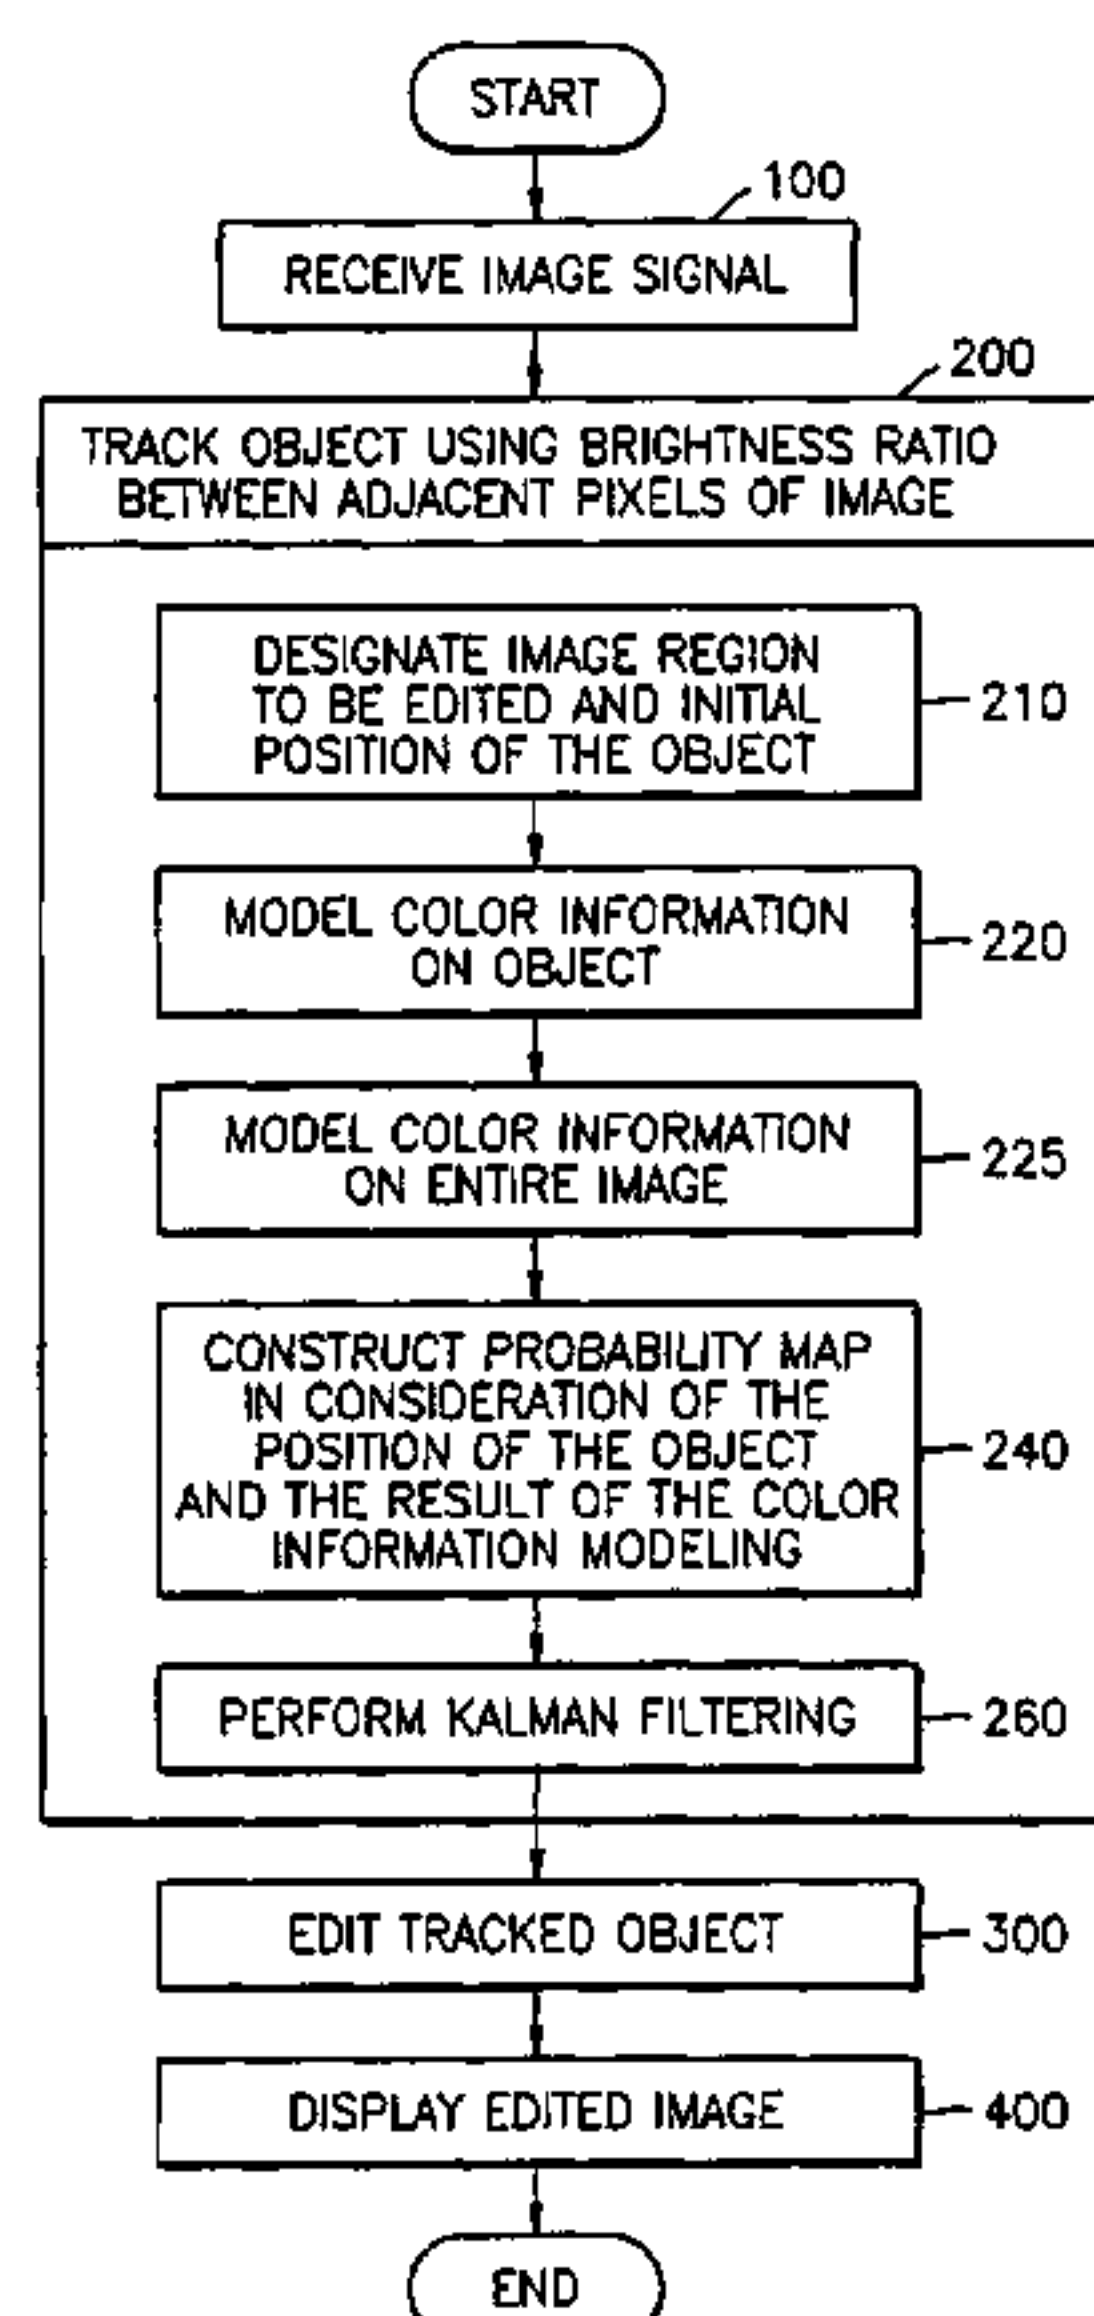 START
100
RECEIVE IMAGE SIGNAL
200
TRACK OBJECT USING BRIGHTNESS RATIO
BETWEEN ADJACENT PIXELS OF IMAGE
DESIGNATE IMAGE REGION
TO BE EDITED AND INITIAL
POSITION OF THE OBJECT
210
MODEL COLOR INFORMATION
ON OBJECT
220
MODEL COLOR INFORMATION
ON ENTIRE IMAGE
225
CONSTRUCT PROBABILITY MAP
IN CONSIDERATION OF THE
POSITION OF THE OBJECT
AND THE RESULT OF THE COLOR
INFORMATION MODELING
240
PERFORM KALMAN FILTERING
260
EDIT TRACKED OBJECT
300
DISPLAY EDITED IMAGE
400
END